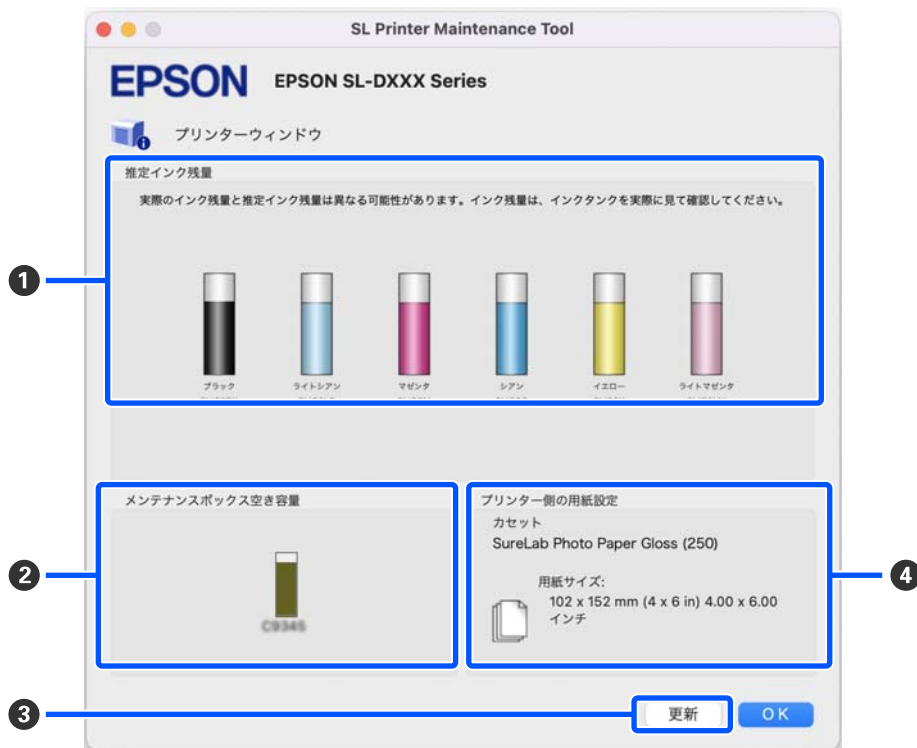 SL Printer Maintenance Tool
EPSON EPSON SL-DXXX Series
プリンターウィンドウ
推定インク残量
実際のインク残量と推定インク残量は異なる可能性があります。インク残量は、インクタンクを実際に見て確認してください。
1
ブラック ライトシアン マゼンタ シアン イエロー ライトマゼンタ
メンテナンスボックス空き容量
2
C9345
プリンター側の用紙設定
カセット
SureLab Photo Paper Gloss (250)
用紙サイズ:
102 x 152 mm (4 x 6 in) 4.00 x 6.00
インチ
4
3
更新 OK